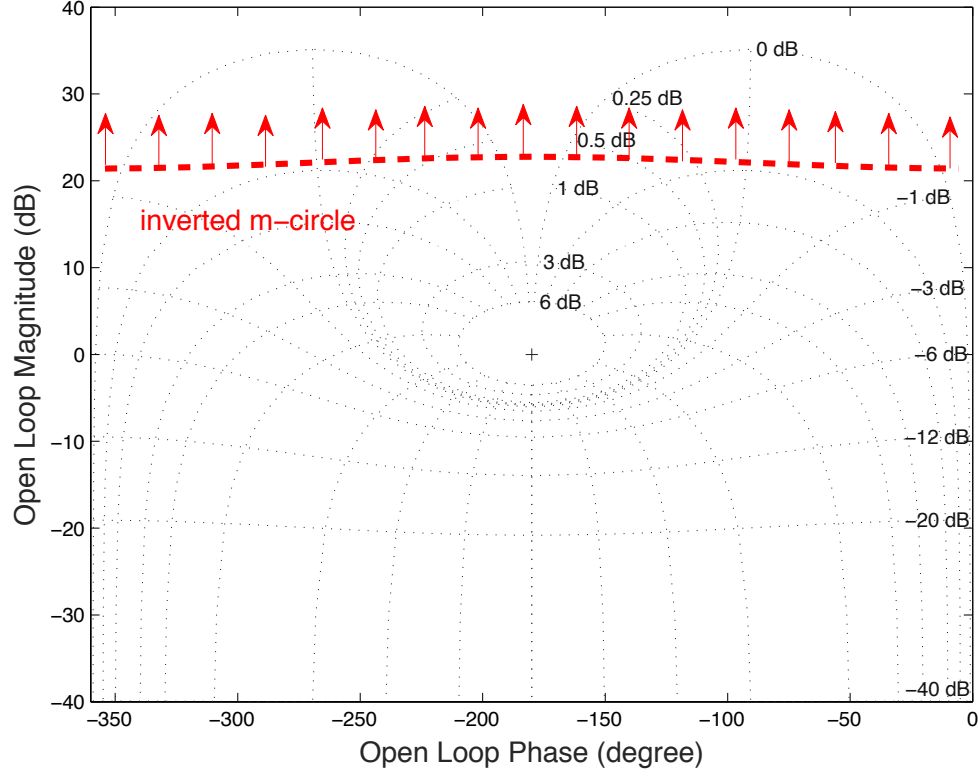 40
30
20
10
0
−10
−20
−30
−40
Open Loop Magnitude (dB)
0 dB
0.25 dB
0.5 dB
1 dB
−1 dB
inverted m−circle
3 dB
−3 dB
6 dB
−6 dB
−12 dB
−20 dB
−40 dB
−350
−300
−250
−200
−150
−100
−50
0
Open Loop Phase (degree)